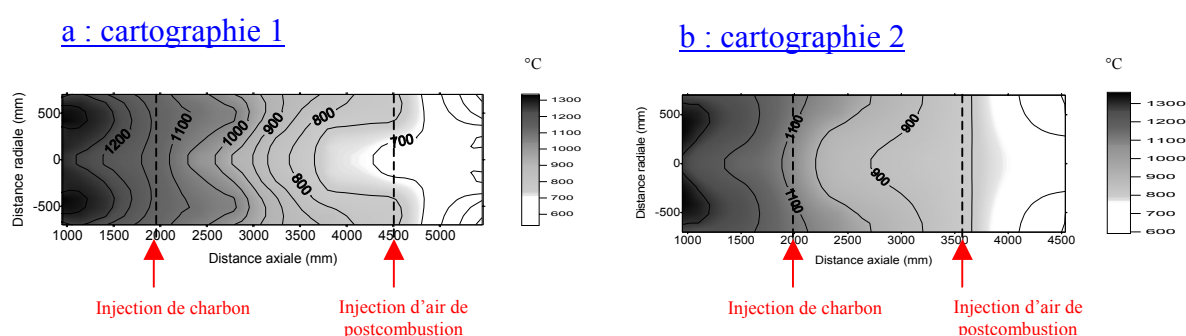 a : cartographie 1
b : cartographie 2
°C
°C
Distance radiale (mm)
500
0
-500
1200
1100
1000
900
800
800
700
1000 1500 2000 2500 3000 3500 4000 4500 5000
Distance axiale (mm)
1300
1200
1100
1000
900
800
700
600
Injection de charbon
Injection d’air de
postcombustion
Distance radiale (mm)
500
0
-500
1100
1100
900
900
1000 1500 2000 2500 3000 3500 4000 4500
Distance axiale (mm)
1300
1200
1100
1000
900
800
700
600
Injection de charbon
Injection d’air de
postcombustion